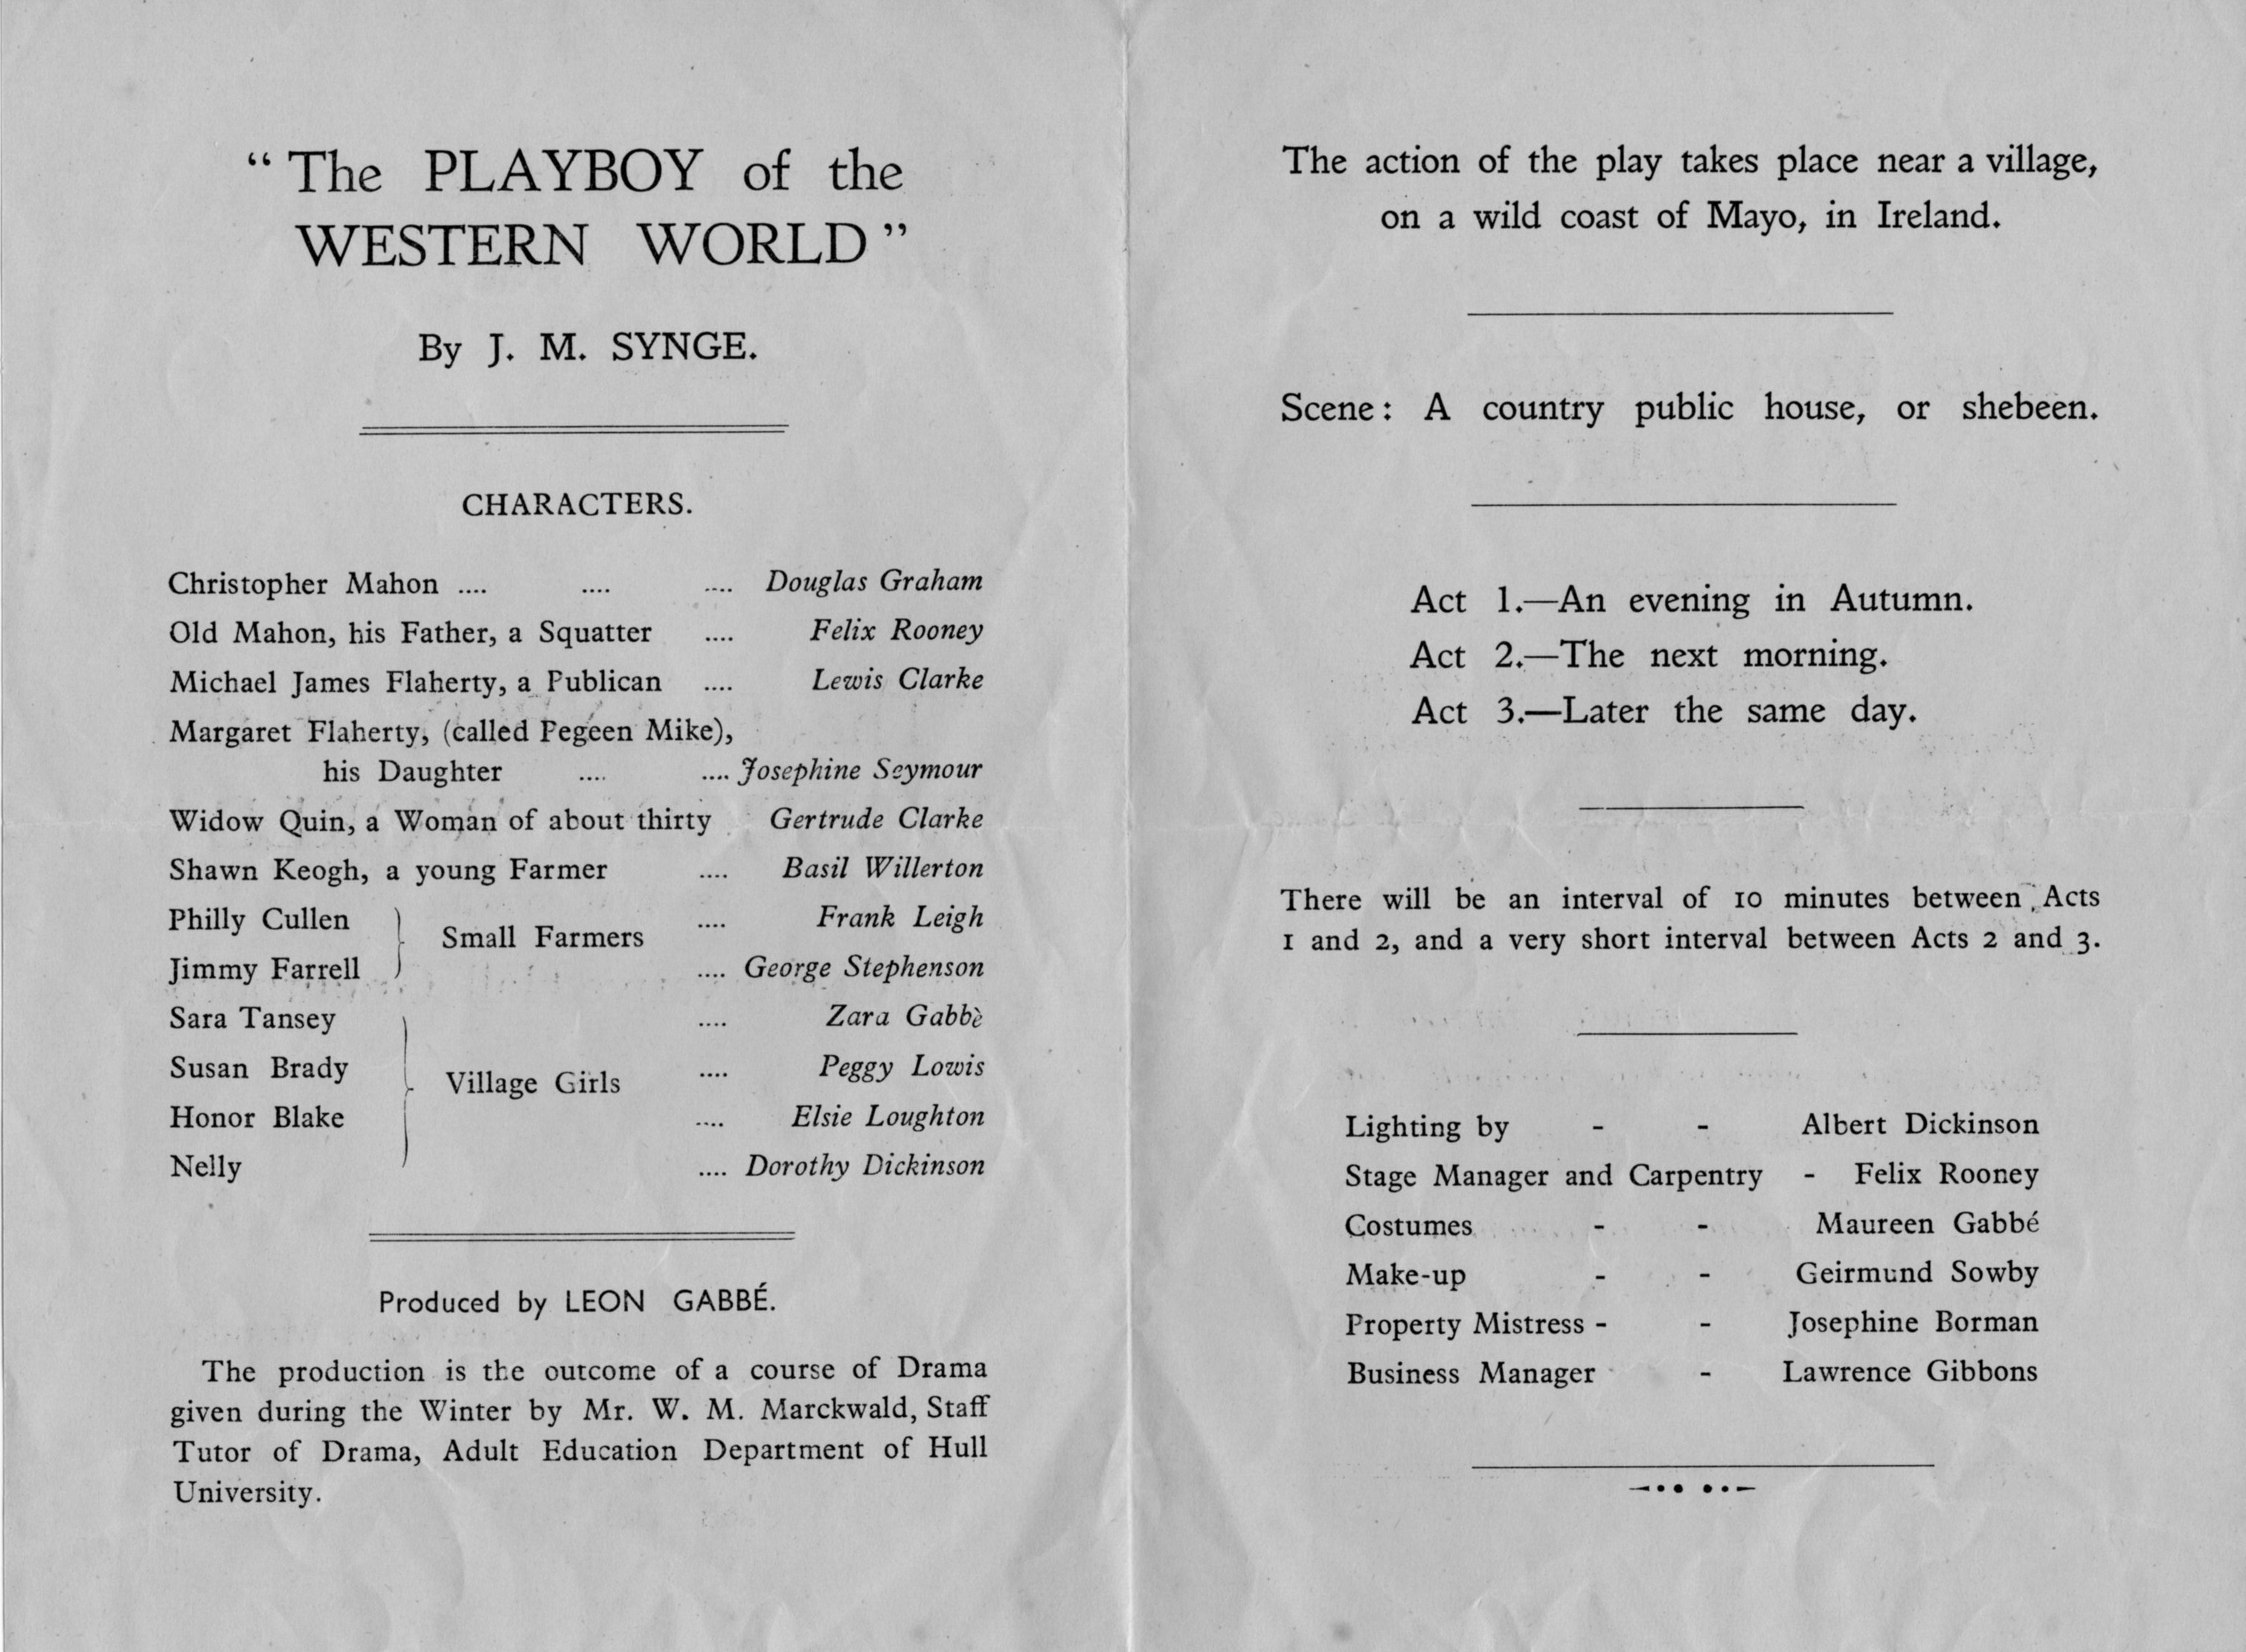 “ The PLAYBOY of the
WESTERN WORLD ”
By J. M. SYNGE.
CHARACTERS.
Christopher Mahon .... .... .... Douglas Graham
Old Mahon, his Father, a Squatter .... Felix Rooney
Michael James Flaherty, a Publican .... Lewis Clarke
Margaret Flaherty, (called Pegeen Mike),
his Daughter .... .... Josephine Seymour
Widow Quin, a Woman of about thirty Gertrude Clarke
Shawn Keogh, a young Farmer .... Basil Willerton
Philly Cullen .... Frank Leigh
Small Farmers
Jimmy Farrell .... George Stephenson
Sara Tansey .... Zara Gabbè
Susan Brady .... Peggy Lowis
Village Girls
Honor Blake .... Elsie Loughton
Nelly .... Dorothy Dickinson
Produced by LEON GABBÉ.
The production is the outcome of a course of Drama
given during the Winter by Mr. W. M. Marckwald, Staff
Tutor of Drama, Adult Education Department of Hull
University.
The action of the play takes place near a village,
on a wild coast of Mayo, in Ireland.
Scene: A country public house, or shebeen.
Act 1.—An evening in Autumn.
Act 2.—The next morning.
Act 3.—Later the same day.
There will be an interval of 10 minutes between Acts
1 and 2, and a very short interval between Acts 2 and 3.
Lighting by - - Albert Dickinson
Stage Manager and Carpentry - Felix Rooney
Costumes - - Maureen Gabbé
Make-up - - Geirmund Sowby
Property Mistress - - Josephine Borman
Business Manager - Lawrence Gibbons